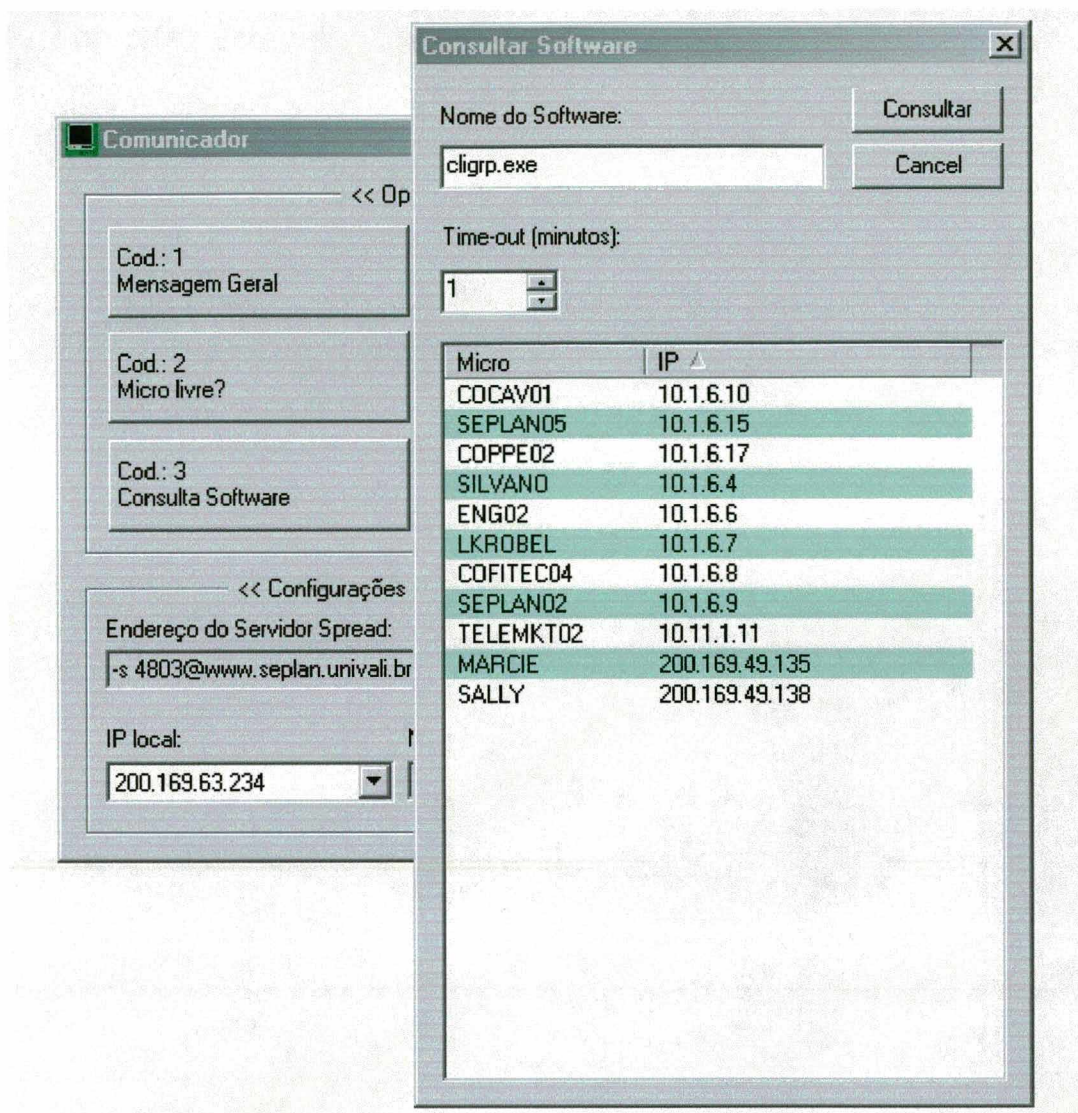 Consultar Software
Nome do Software:
Consultar
cligrp.exe
Cancel
Time-out (minutos):
1
Micro IP
COCAV01 10.1.6.10
SEPLAN05 10.1.6.15
COPPE02 10.1.6.17
SILVANO 10.1.6.4
ENG02 10.1.6.6
LKROBEL 10.1.6.7
COFITEC04 10.1.6.8
SEPLAN02 10.1.6.9
TELEMKT02 10.11.1.11
MARCIE 200.169.49.135
SALLY 200.169.49.138
Comunicador
<< Op
Cod.: 1
Mensagem Geral
Cod.: 2
Micro livre?
Cod.: 3
Consulta Software
<< Configurações
Endereço do Servidor Spread:
-s 4803@www.seplan.univali.br
IP local:
200.169.63.234